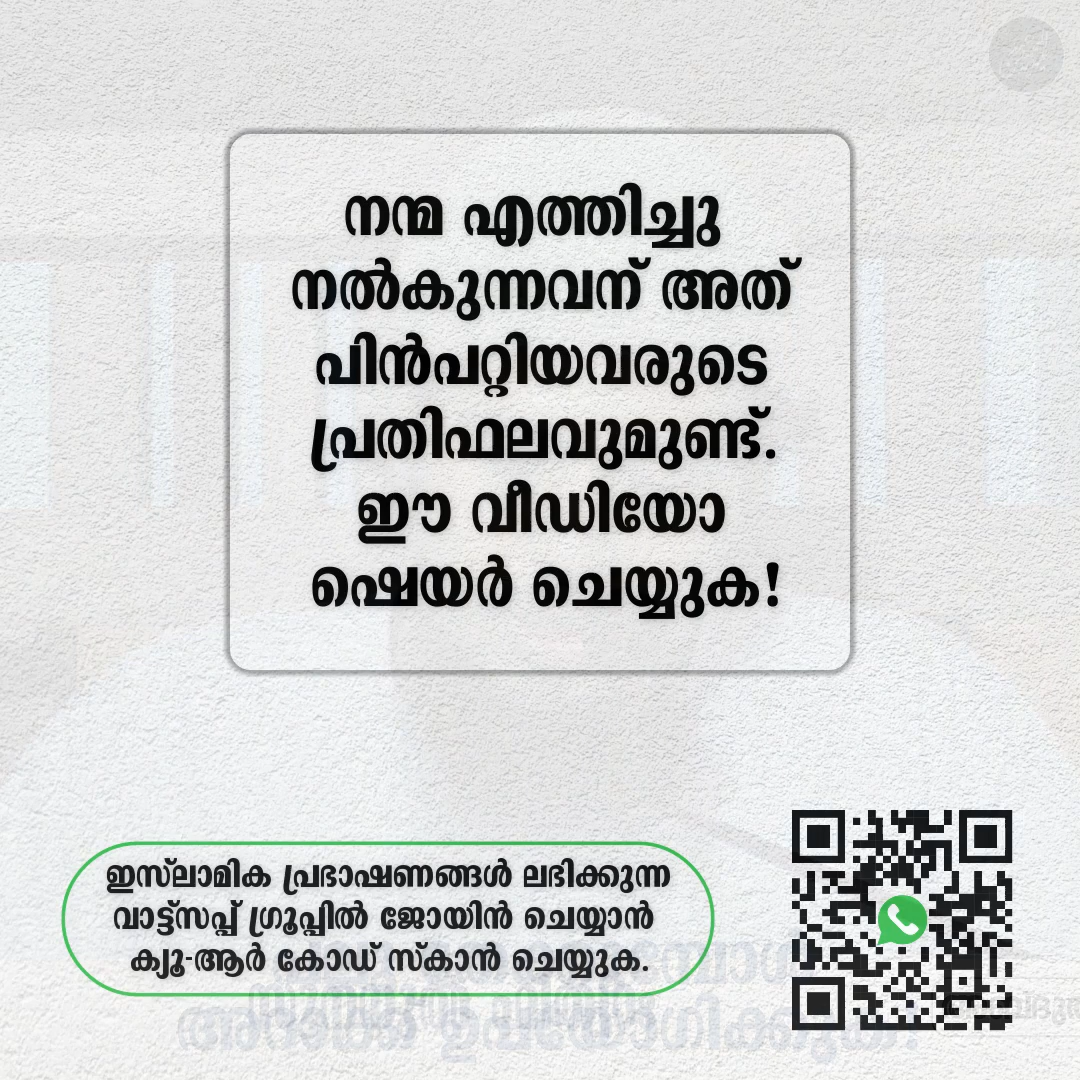 നന്മ എത്തിച്ചു
നൽകുന്നവന് അത്
പിൻപറ്റിയവരുടെ
പ്രതിഫലവുമുണ്ട്.
ഈ വീഡിയോ
ഷെയർ ചെയ്യുക!
ഇസ്‌ലാമിക പ്രഭാഷണങ്ങൾ ലഭിക്കുന്ന
വാട്ട്സപ്പ് ഗ്രൂപ്പിൽ ജോയിൻ ചെയ്യാൻ
ക്യൂ-ആർ കോഡ് സ്കാൻ ചെയ്യുക.